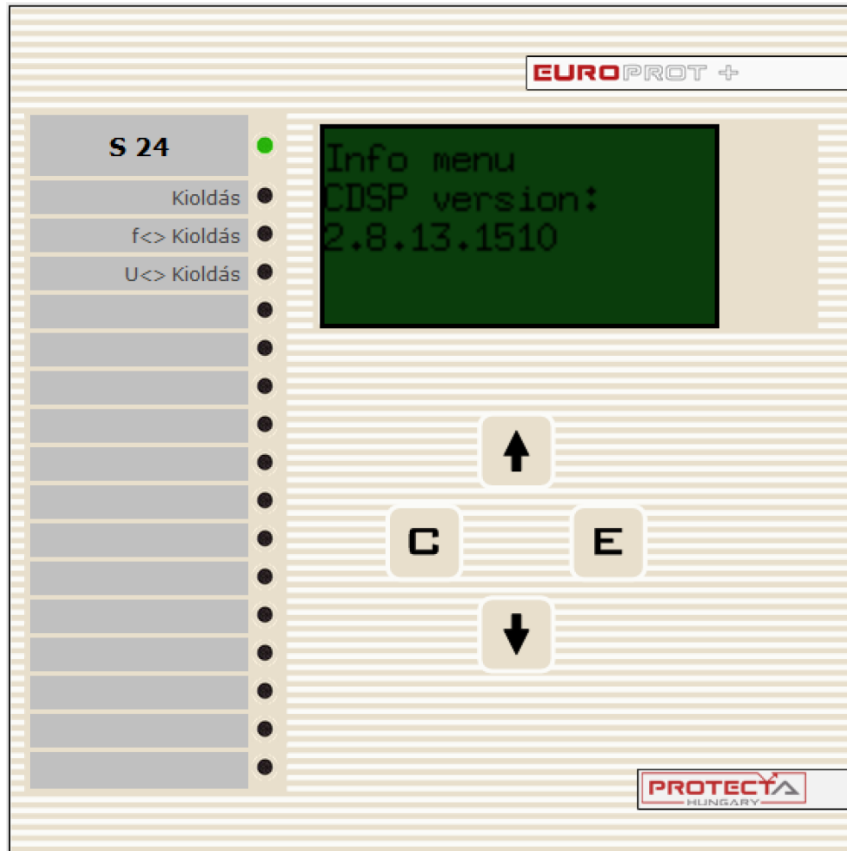 EUROPROT +
S 24
Info menu
CDSP version:
2.8.13.1510
Kioldás
f<> Kioldás
U<> Kioldás
C
E
PROTECTA
HUNGARY